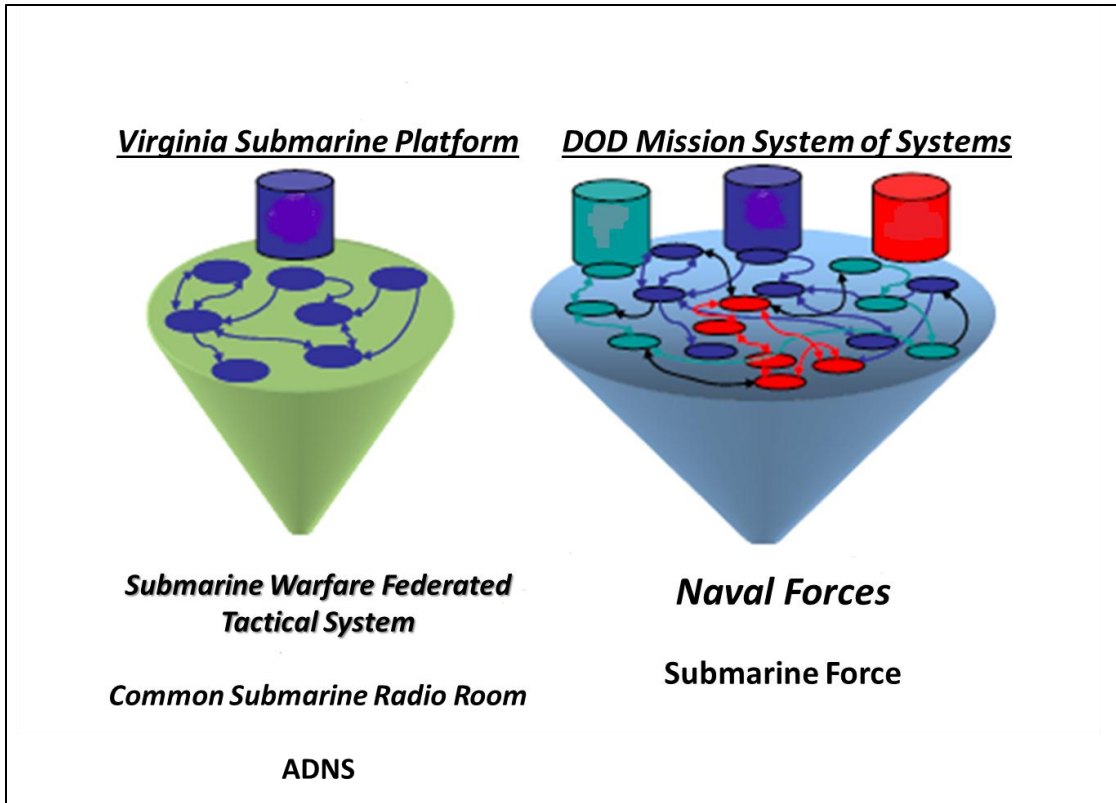 Virginia Submarine Platform
DOD Mission System of Systems
Submarine Warfare Federated
Tactical System
Common Submarine Radio Room
ADNS
Naval Forces
Submarine Force